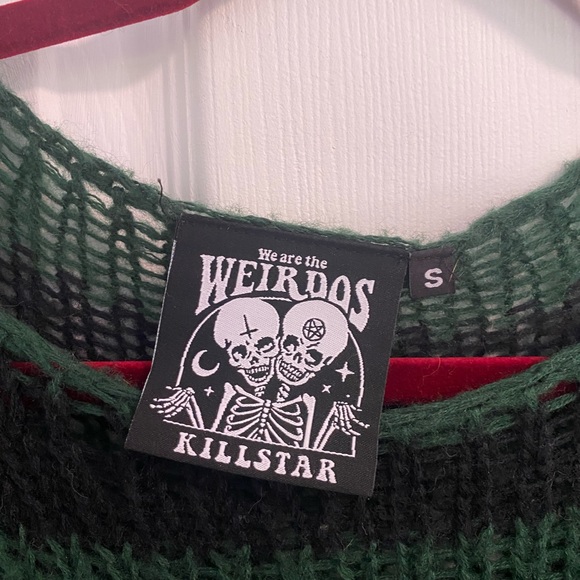 We are the
WEIRDOS
KILLSTAR
S